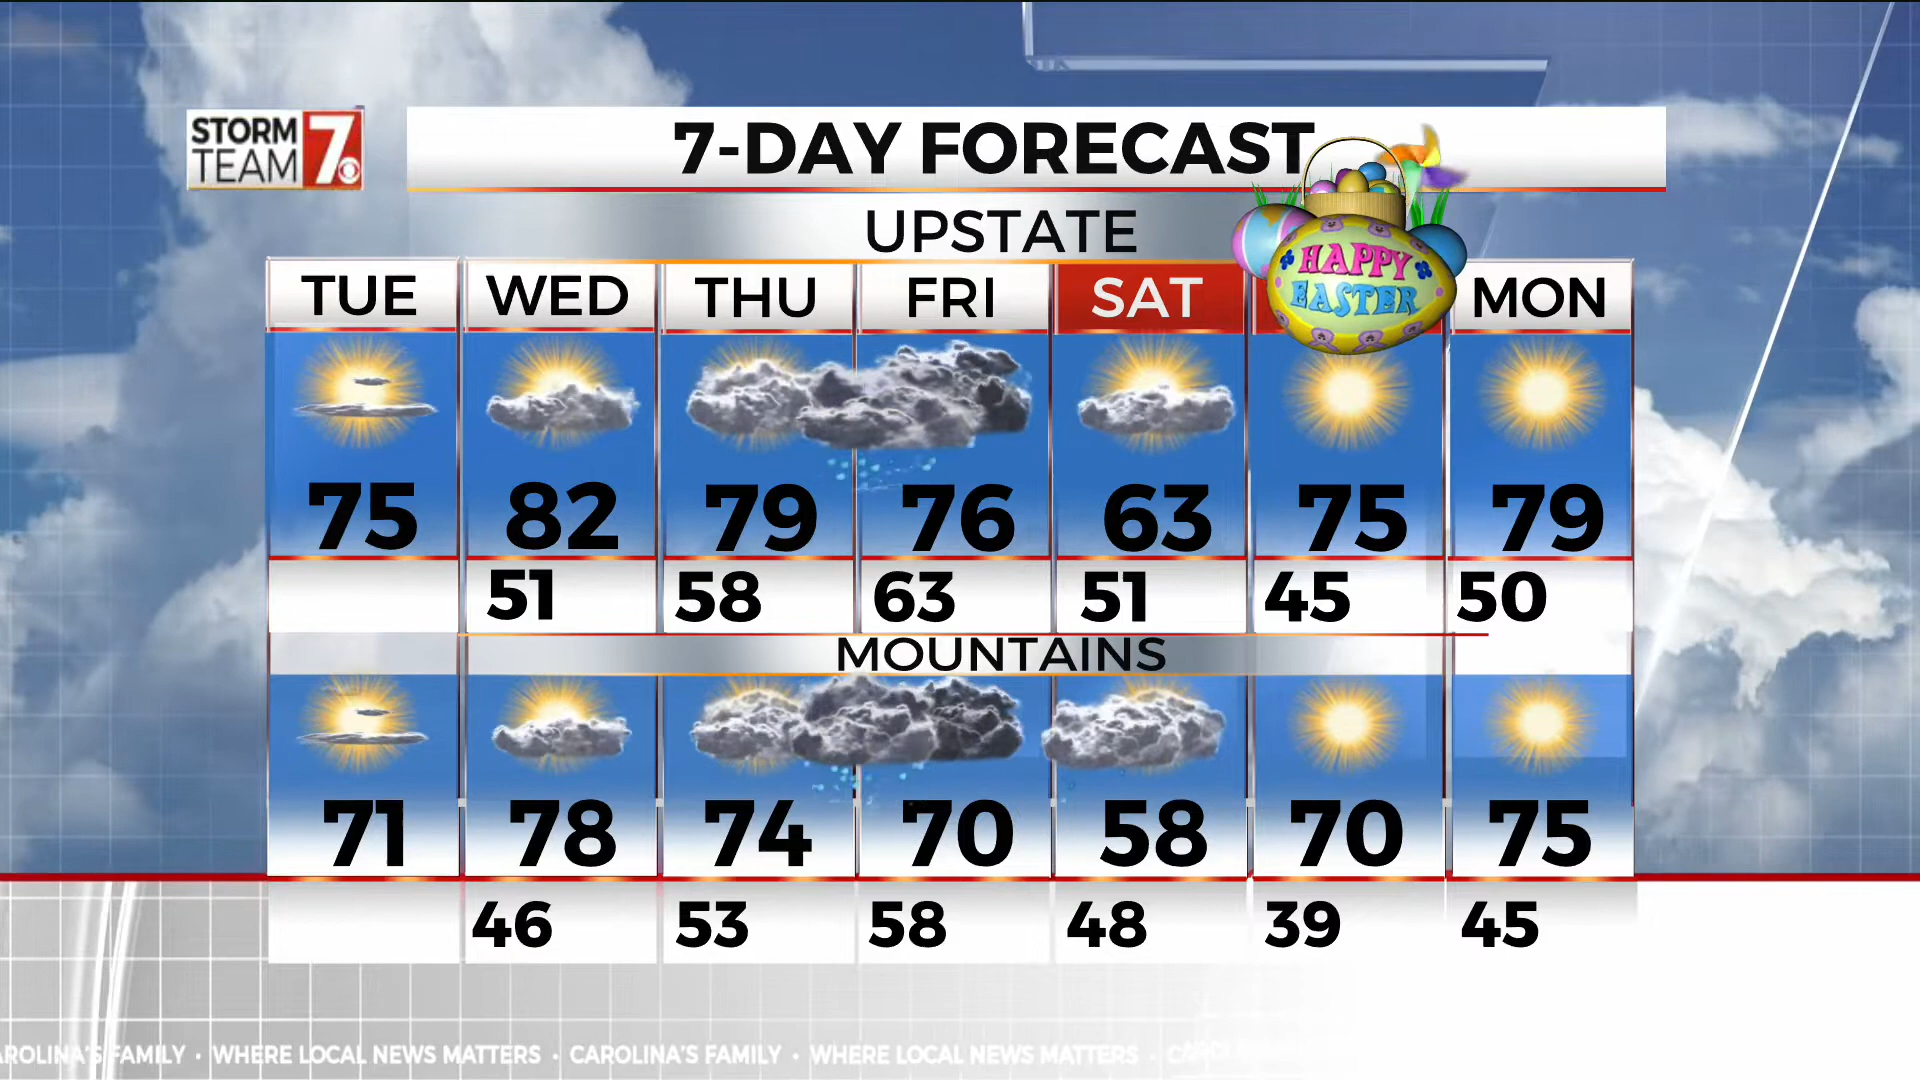 STORM
TEAM 7
7-DAY FORECAST
UPSTATE
HAPPY
EASTER
TUE WED THU FRI SAT MON
75 82 79 76 63 75 79
51 58 63 51 45 50
MOUNTAINS
71 78 74 70 58 70 75
46 53 58 48 39 45
AROLINA'S FAMILY • WHERE LOCAL NEWS MATTERS • CAROLINA'S FAMILY • WHERE LOCAL NEWS MATTERS •